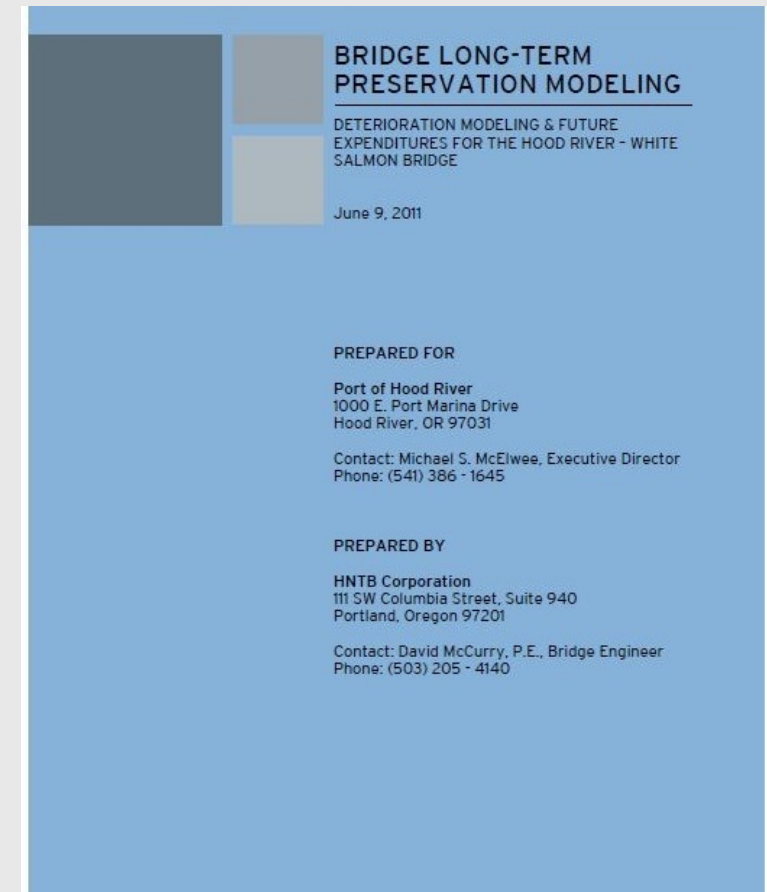 BRIDGE LONG-TERM
PRESERVATION MODELING
DETERIORATION MODELING & FUTURE
EXPENDITURES FOR THE HOOD RIVER – WHITE
SALMON BRIDGE
June 9, 2011
PREPARED FOR
Port of Hood River
1000 E. Port Marina Drive
Hood River, OR 97031
Contact: Michael S. McElwee, Executive Director
Phone: (541) 386 - 1645
PREPARED BY
HNTB Corporation
111 SW Columbia Street, Suite 940
Portland, Oregon 97201
Contact: David McCurry, P.E., Bridge Engineer
Phone: (503) 205 - 4140